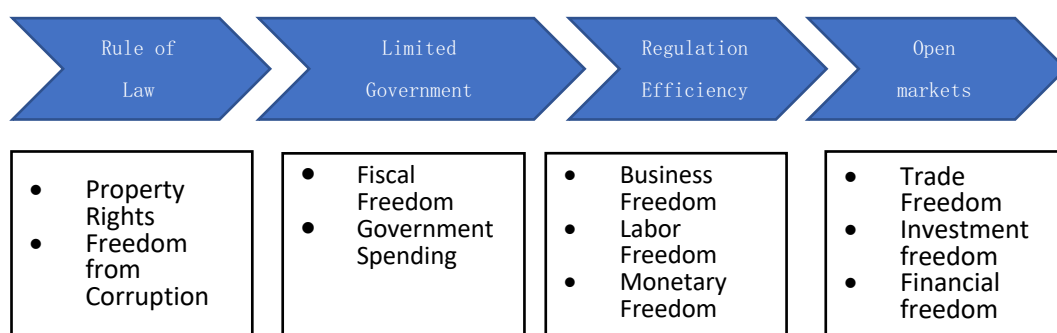 Rule of
Law
Limited
Government
Regulation
Efficiency
Open
markets
• Property
Rights
• Freedom
from
Corruption
• Fiscal
Freedom
• Government
Spending
• Business
Freedom
• Labor
Freedom
• Monetary
Freedom
• Trade
Freedom
• Investment
freedom
• Financial
freedom